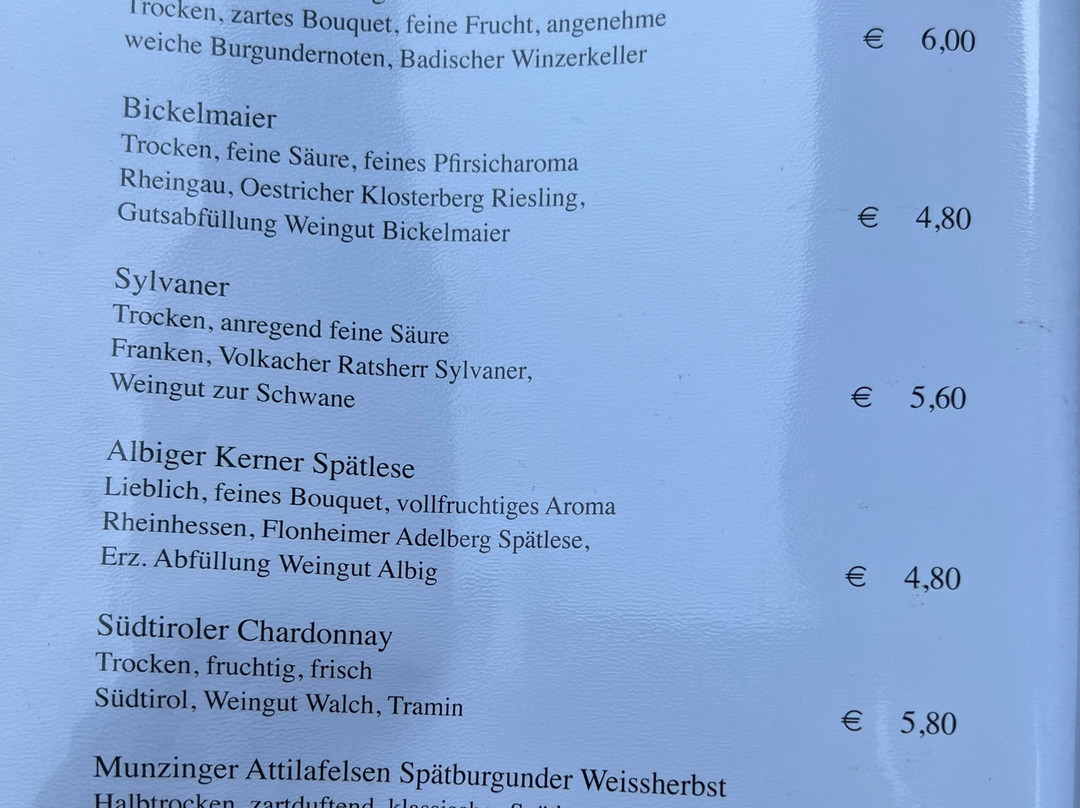 Trocken, zartes Bouquet, feine Frucht, angenehme
weiche Burgundernoten, Badischer Winzerkeller € 6,00
Bickelmaier
Trocken, feine Säure, feines Pfirsicharoma
Rheingau, Oestricher Klosterberg Riesling,
Gutsabfüllung Weingut Bickelmaier € 4,80
Sylvaner
Trocken, anregend feine Säure
Franken, Volkacher Ratsherr Sylvaner,
Weingut zur Schwane € 5,60
Albiger Kerner Spätlese
Lieblich, feines Bouquet, vollfruchtiges Aroma
Rheinhessen, Flonheimer Adelberg Spätlese,
Erz. Abfüllung Weingut Albig € 4,80
Südtiroler Chardonnay
Trocken, fruchtig, frisch
Südtirol, Weingut Walch, Tramin € 5,80
Munzinger Attilafelsen Spätburgunder Weissherbst
Halbtrocken, zartduftend,